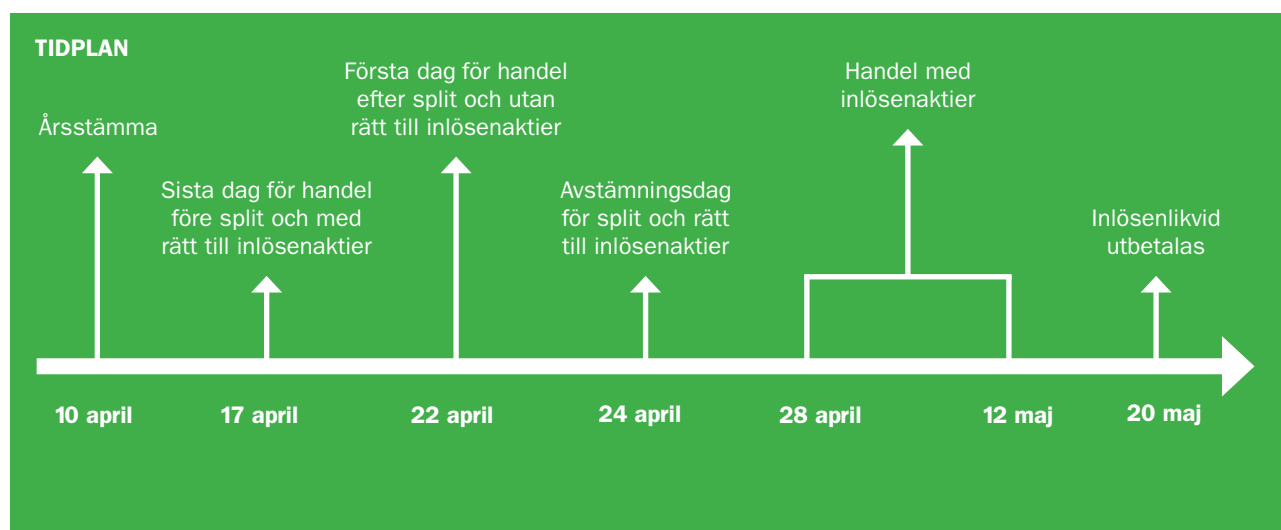 TIDPLAN
Årsstämma
Sista dag för handel
före split och med
rätt till inlösenaktier
Första dag för handel
efter split och utan
rätt till inlösenaktier
Avstämningsdag
för split och rätt
till inlösenaktier
Handel med
inlösenaktier
Inlösenlikvid
utbetalas
10 april
17 april
22 april
24 april
28 april
12 maj
20 maj